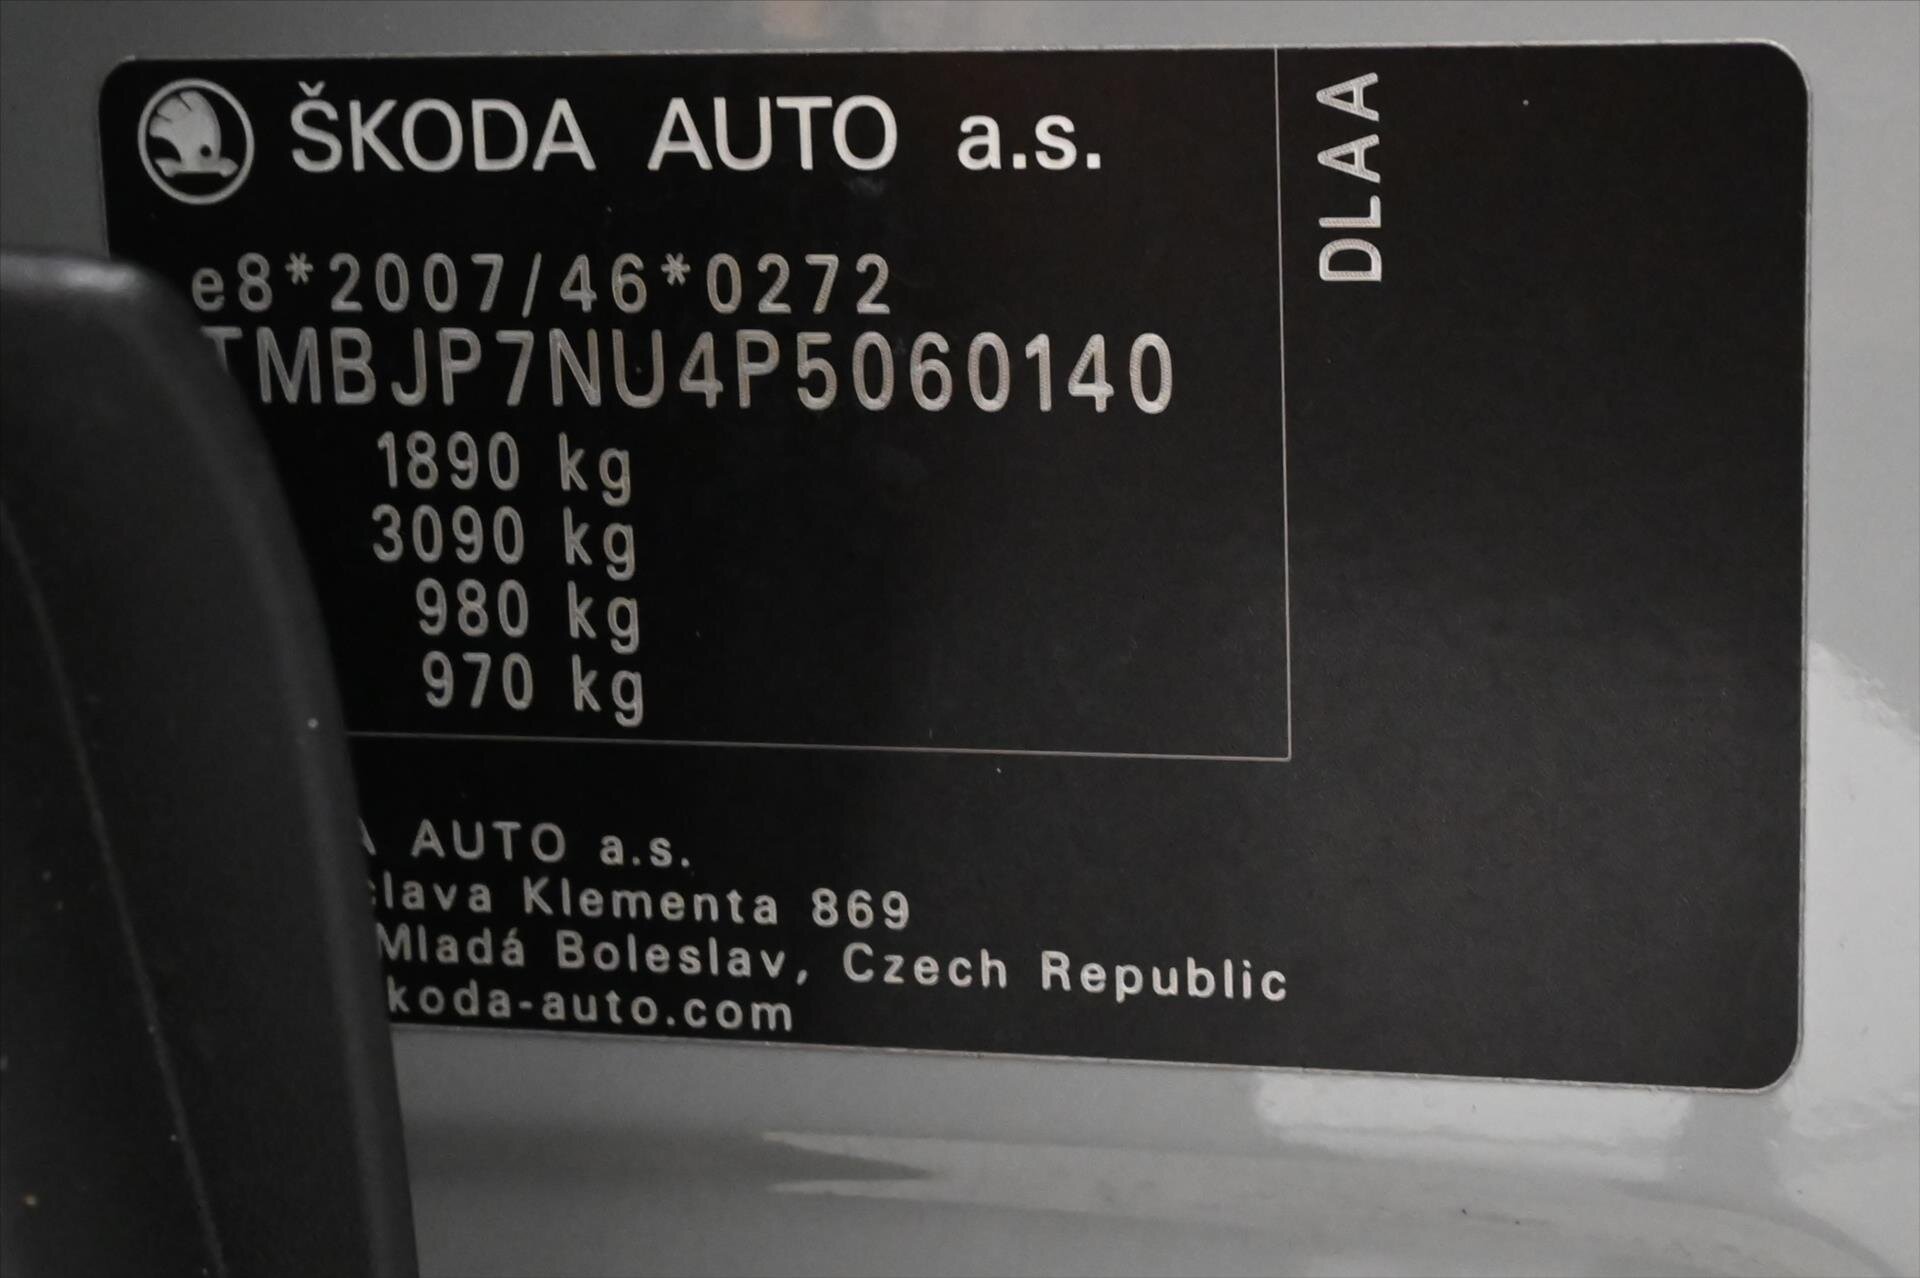 ŠKODA AUTO a.s.
e8*2007/46*0272
TMBJP7NU4P5060140
1890 kg
3090 kg
980 kg
970 kg
DLAA
AUTO a.s.
Klementa 869
Mladá Boleslav, Czech Republic
koda-auto.com